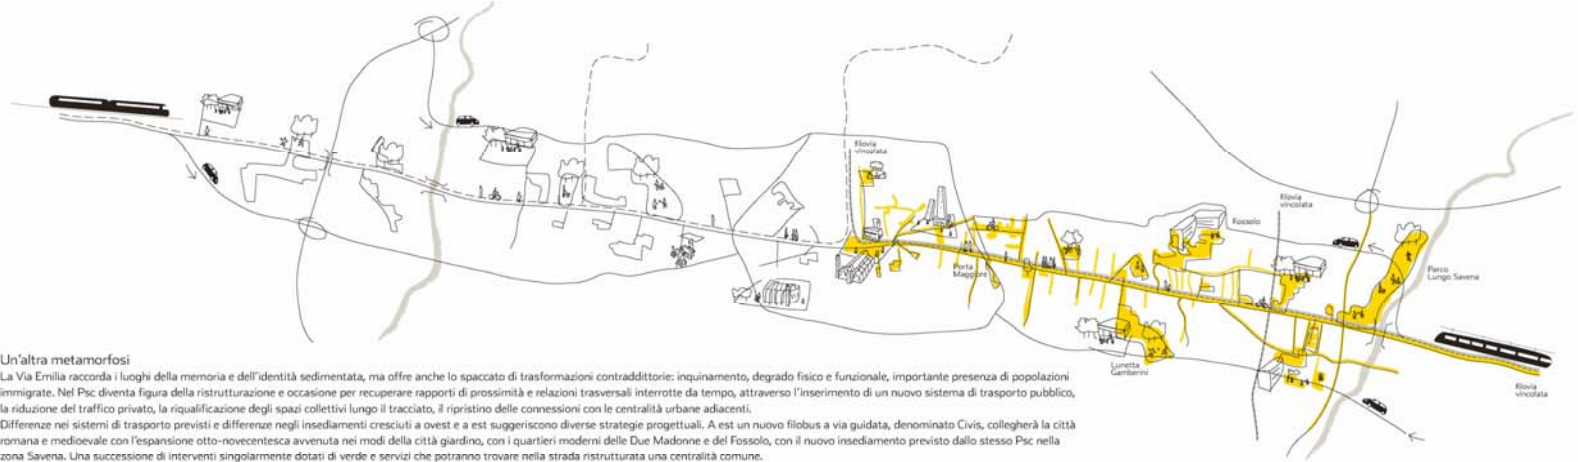 filovia
vincolata
filovia
vincolata
Fossolo
Porta
Maggiore
Parco
Lungo Savena
Lunetta
Gamberini
filovia
vincolata
Un'altra metamorfosi
La Via Emilia raccorda i luoghi della memoria e dell'identità sedimentata, ma offre anche lo spaccato di trasformazioni contraddittorie: inquinamento, degrado fisico e funzionale, importante presenza di popolazioni
immigrate. Nel Psc diventa figura della ristrutturazione e occasione per recuperare rapporti di prossimità e relazioni trasversali interrotte da tempo, attraverso l'inserimento di un nuovo sistema di trasporto pubblico,
la riduzione del traffico privato, la riqualificazione degli spazi collettivi lungo il tracciato, il ripristino delle connessioni con le centralità urbane adiacenti.
Differenze nei sistemi di trasporto previsti e differenze negli insediamenti cresciuti a ovest e a est suggeriscono diverse strategie progettuali. A est un nuovo filobus a via guidata, denominato Civis, collegherà la città
romana e medioevale con l'espansione otto-novecentesca avvenuta nei modi della città giardino, con i quartieri moderni delle Due Madonne e del Fossolo, con il nuovo insediamento previsto dallo stesso Psc nella
zona Savena. Una successione di interventi singolarmente dotati di verde e servizi che potranno trovare nella strada ristrutturata una centralità comune.